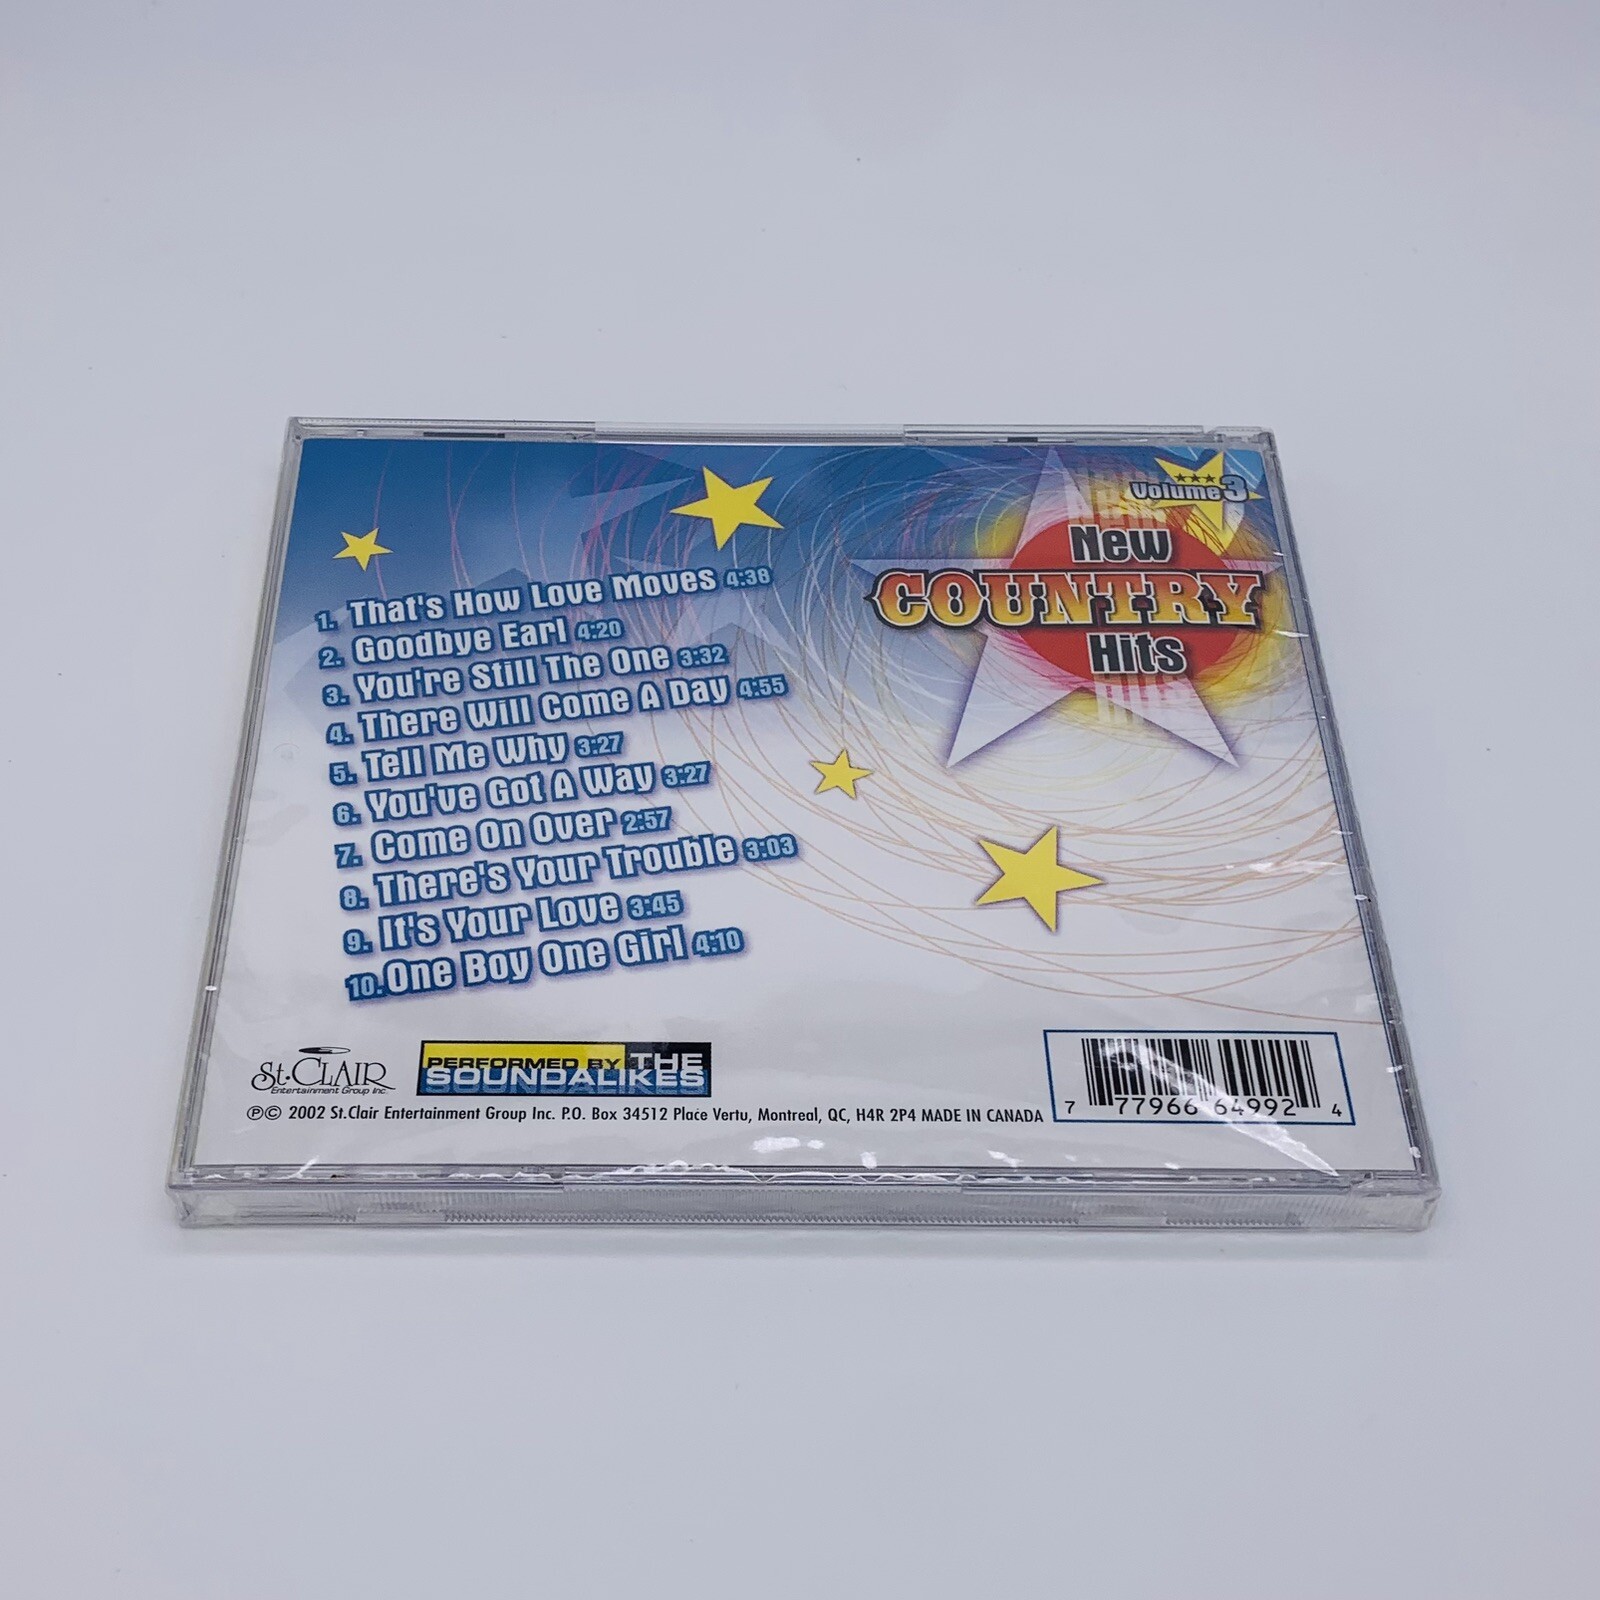 Volume 3
New
COUNTRY
Hits
1. That's How Love Moves 4:38
2. Goodbye Earl 4:20
3. You're Still The One 3:32
4. There Will Come A Day 4:55
5. Tell Me Why 3:27
6. You've Got A Way 3:27
7. Come On Over 2:57
8. There's Your Trouble 3:03
9. It's Your Love 3:45
10. One Boy One Girl 4:10
St.CLAIR
Entertainment Group Inc.
PERFORMED BY THE
SOUNDALIKES
℗© 2002 St.Clair Entertainment Group Inc. P.O. Box 34512 Place Vertu, Montreal, QC, H4R 2P4 MADE IN CANADA
7 77966 64992 4